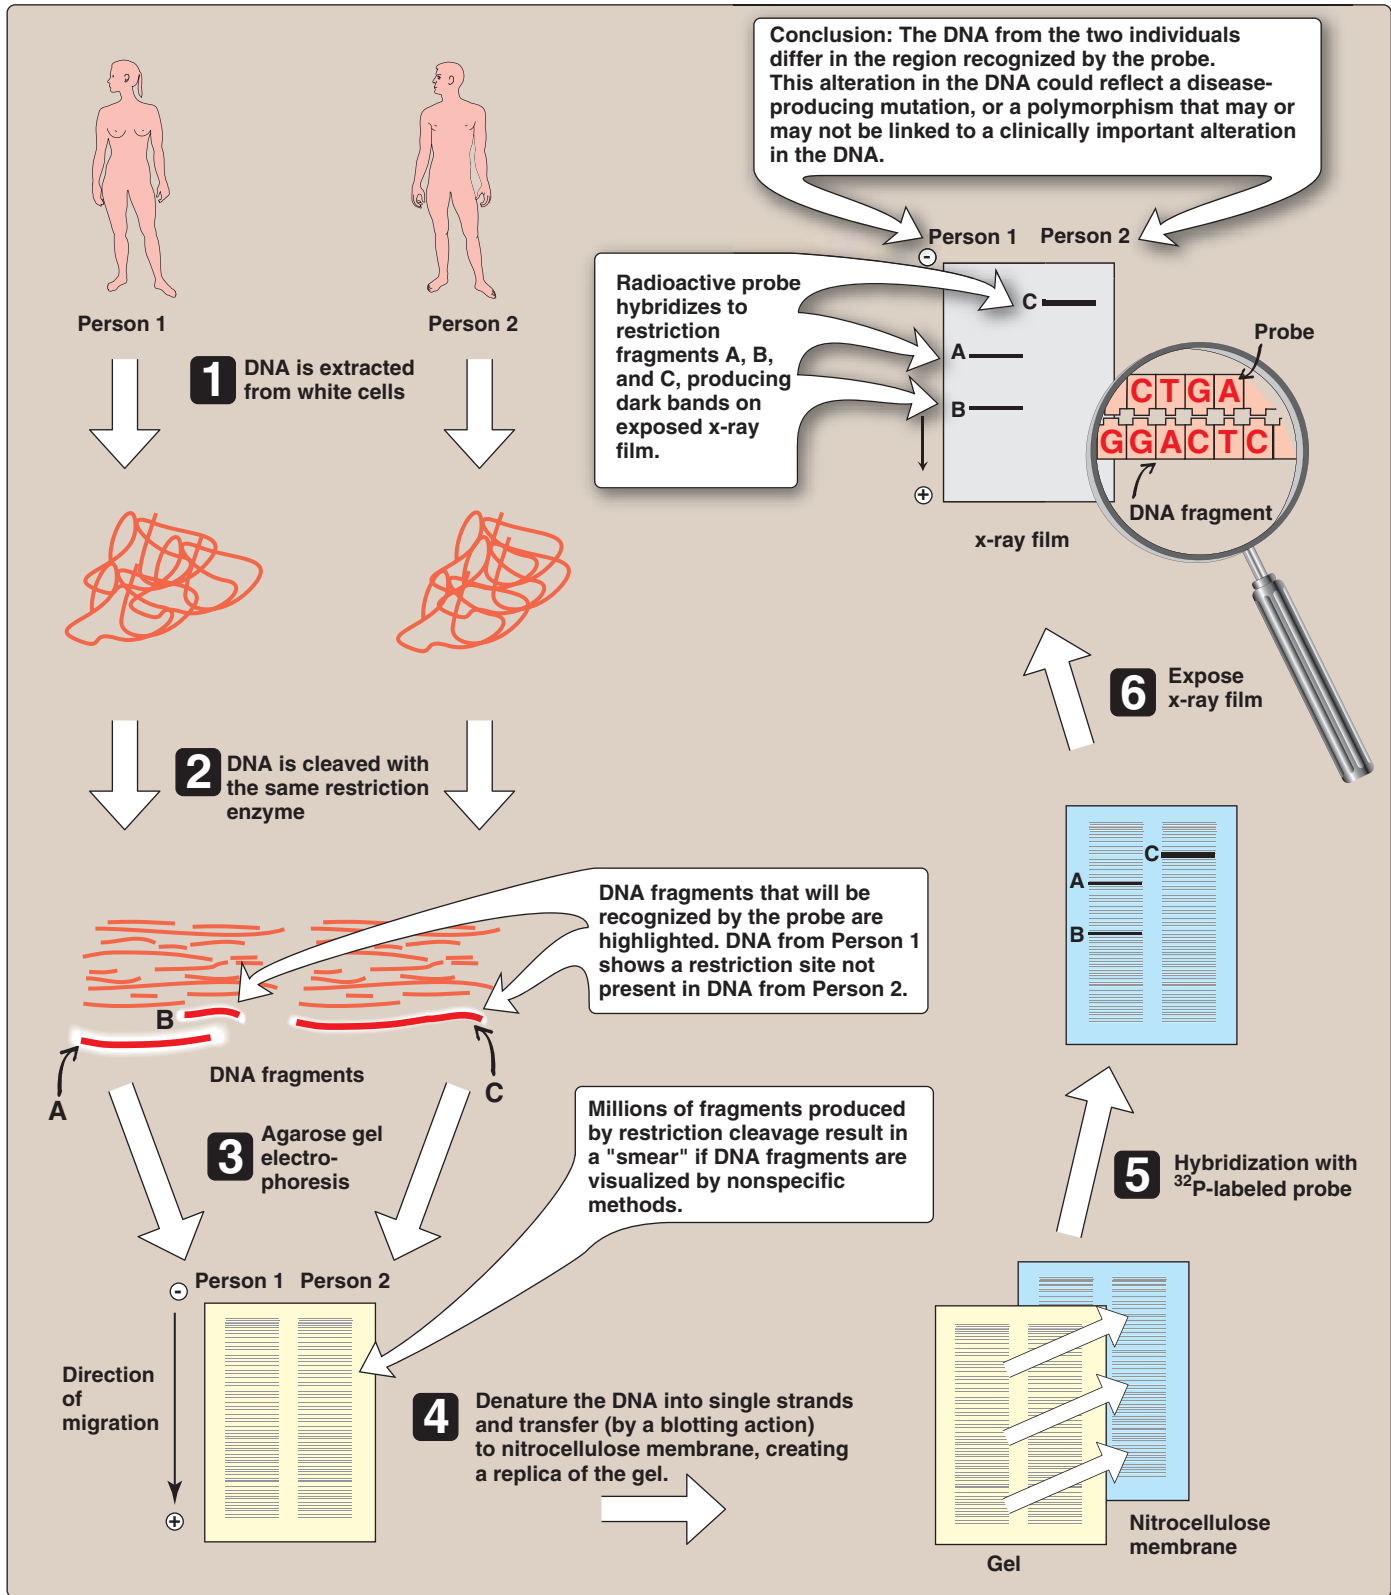 Conclusion: The DNA from the two individuals
differ in the region recognized by the probe.
This alteration in the DNA could reflect a disease-
producing mutation, or a polymorphism that may or
may not be linked to a clinically important alteration
in the DNA.
Person 1
Person 2
1
DNA is extracted
from white cells
Person 1 Person 2
-
Radioactive probe
hybridizes to
restriction
fragments A, B,
and C, producing
dark bands on
exposed x-ray
film.
C
A
B
+
x-ray film
Probe
CTGA
GGACTC
DNA fragment
6
Expose
x-ray film
2
DNA is cleaved with
the same restriction
enzyme
DNA fragments that will be
recognized by the probe are
highlighted. DNA from Person 1
shows a restriction site not
present in DNA from Person 2.
C
A
B
B
A
DNA fragments
C
3
Agarose gel
electro-
phoresis
Millions of fragments produced
by restriction cleavage result in
a "smear" if DNA fragments are
visualized by nonspecific
methods.
5
Hybridization with
32P-labeled probe
-
Person 1 Person 2
Direction
of
migration
+
4
Denature the DNA into single strands
and transfer (by a blotting action)
to nitrocellulose membrane, creating
a replica of the gel.
Gel
Nitrocellulose
membrane